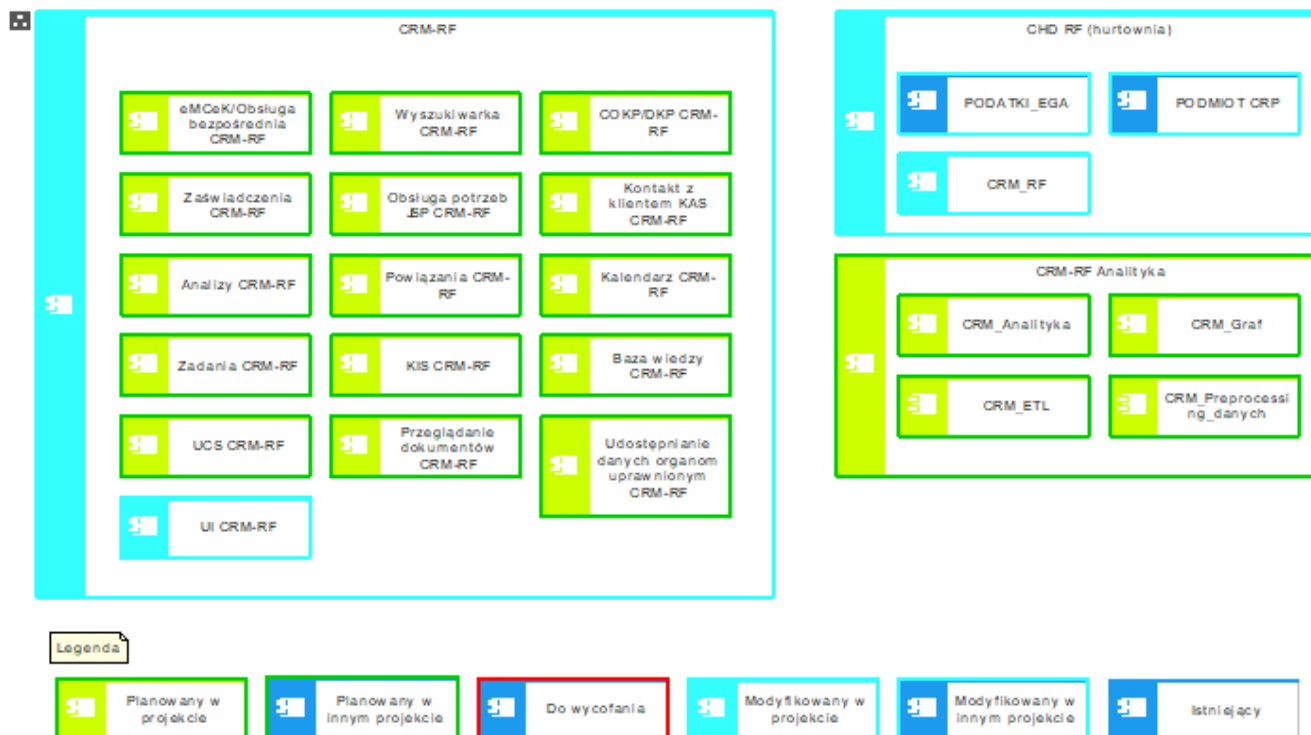 CRM-RF
eMCeK/Obsługa
bezpośrednia
CRM-RF
Wyszukiwarka
CRM-RF
COKP/DKP CRM-
RF
Zaświadczenia
CRM-RF
Obsługa potrzeb
JSP CRM-RF
Kontakt z
klientem KAS
CRM-RF
Analizy CRM-RF
Powiązania CRM-
RF
Kalendarz CRM-
RF
Zadania CRM-RF
KIS CRM-RF
Baza wiedzy
CRM-RF
UCS CRM-RF
Przeglądanie
dokumentów
CRM-RF
Udostępnianie
danych organom
uprawnionym
CRM-RF
UI CRM-RF
CHD RF (hurtownia)
PODATKI_EGA
PODMIOT CRP
CRM_RF
CRM-RF Analityka
CRM_Analityka
CRM_Graf
CRM_ETL
CRM_Preprocessi
ng_danych
Legenda
Planowany w
projekcie
Planowany w
innym projekcie
Do wycofania
Modyfikowany w
projekcie
Modyfikowany w
innym projekcie
Istniejący